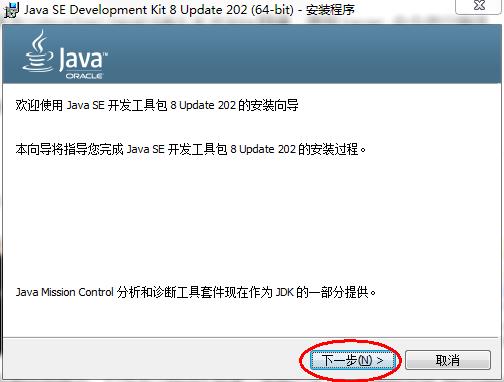 Java SE Development Kit 8 Update 202 (64-bit) - 安装程序
Java
ORACLE
欢迎使用 Java SE 开发工具包 8 Update 202 的安装向导
本向导将指导您完成 Java SE 开发工具包 8 Update 202 的安装过程。
Java Mission Control 分析和诊断工具套件现在作为 JDK 的一部分提供。
下一步(N) >
取消